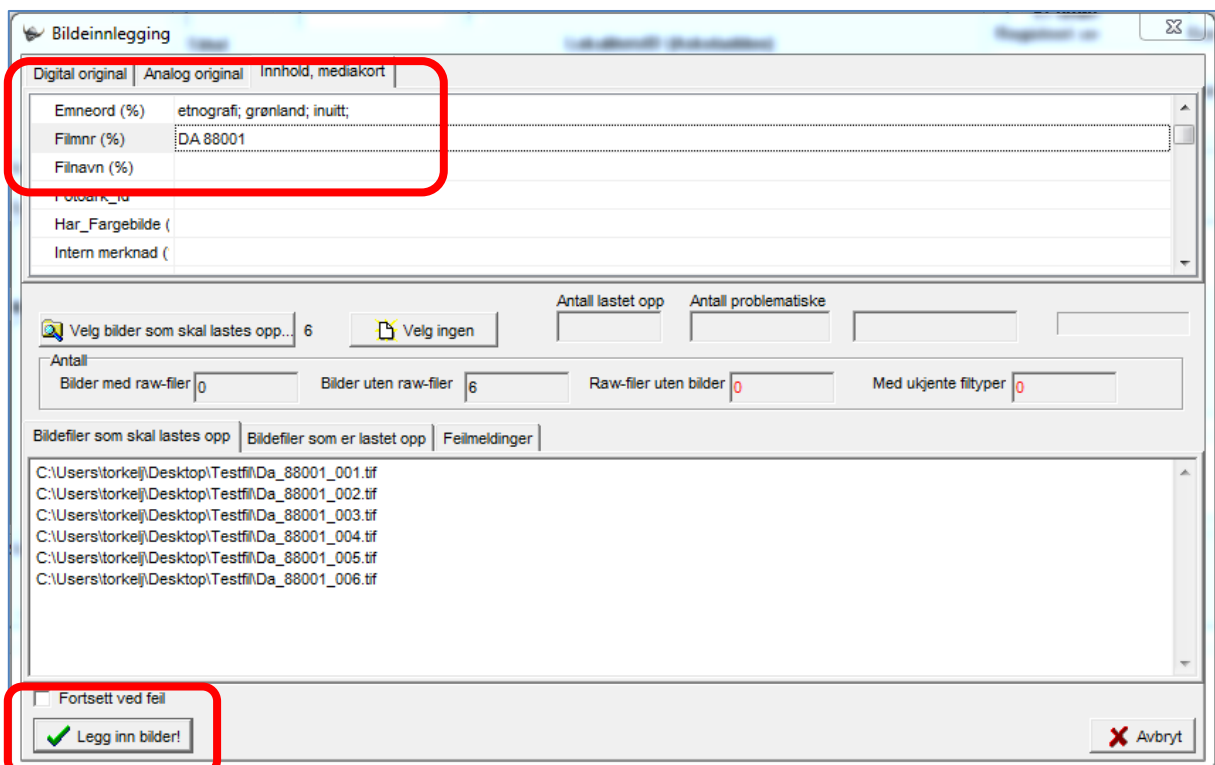 Bildeinnlegging
Digital original Analog original Innhold, mediakort
Emneord (%) etnografi; grønland; inuitt;
Filmnr (%) DA 88001
Filnavn (%)
Fotoark_id
Har_Fargebilde (
Intern merknad (
Antall lastet opp Antall problematiske
Velg bilder som skal lastes opp... 6 Velg ingen
Antall
Bilder med raw-filer 0 Bilder uten raw-filer 6 Raw-filer uten bilder 0 Med ukjente filtyper 0
Bildefiler som skal lastes opp Bildefiler som er lastet opp Feilmeldinger
C:\Users\torkelj\Desktop\Testfil\Da_88001_001.tif
C:\Users\torkelj\Desktop\Testfil\Da_88001_002.tif
C:\Users\torkelj\Desktop\Testfil\Da_88001_003.tif
C:\Users\torkelj\Desktop\Testfil\Da_88001_004.tif
C:\Users\torkelj\Desktop\Testfil\Da_88001_005.tif
C:\Users\torkelj\Desktop\Testfil\Da_88001_006.tif
Fortsett ved feil
Legg inn bilder! Avbryt